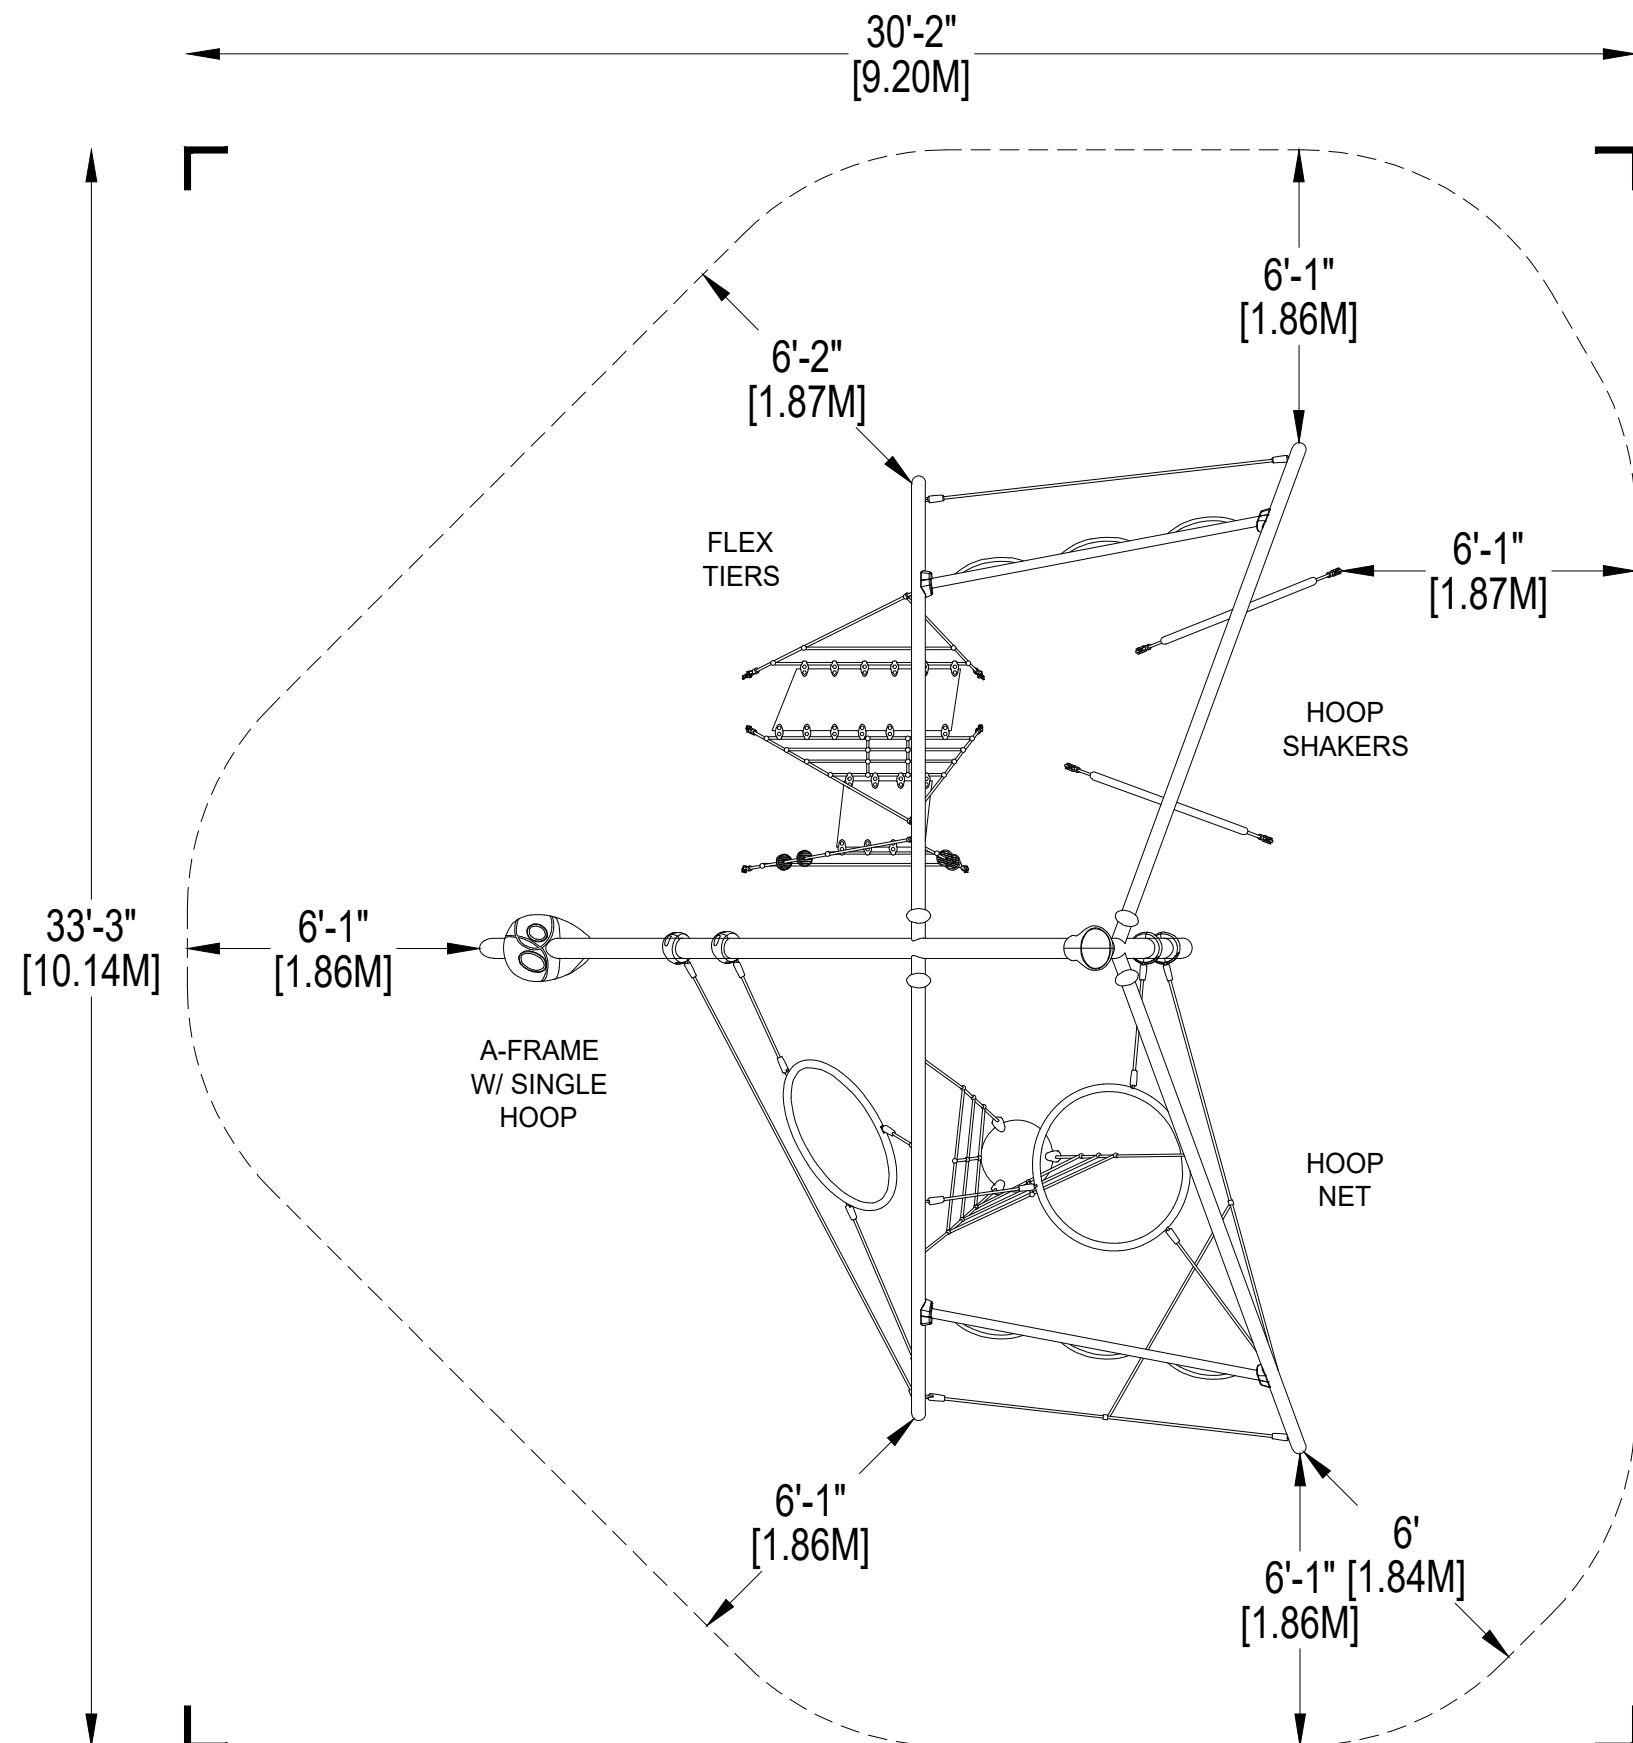 30'-2"
[9.20M]
6'-1"
[1.86M]
6'-2"
[1.87M]
FLEX
TIERS
6'-1"
[1.87M]
HOOP
SHAKERS
33'-3"
[10.14M]
6'-1"
[1.86M]
A-FRAME
W/ SINGLE
HOOP
HOOP
NET
6'-1"
[1.86M]
6'
[1.84M]
6'-1"
[1.86M]